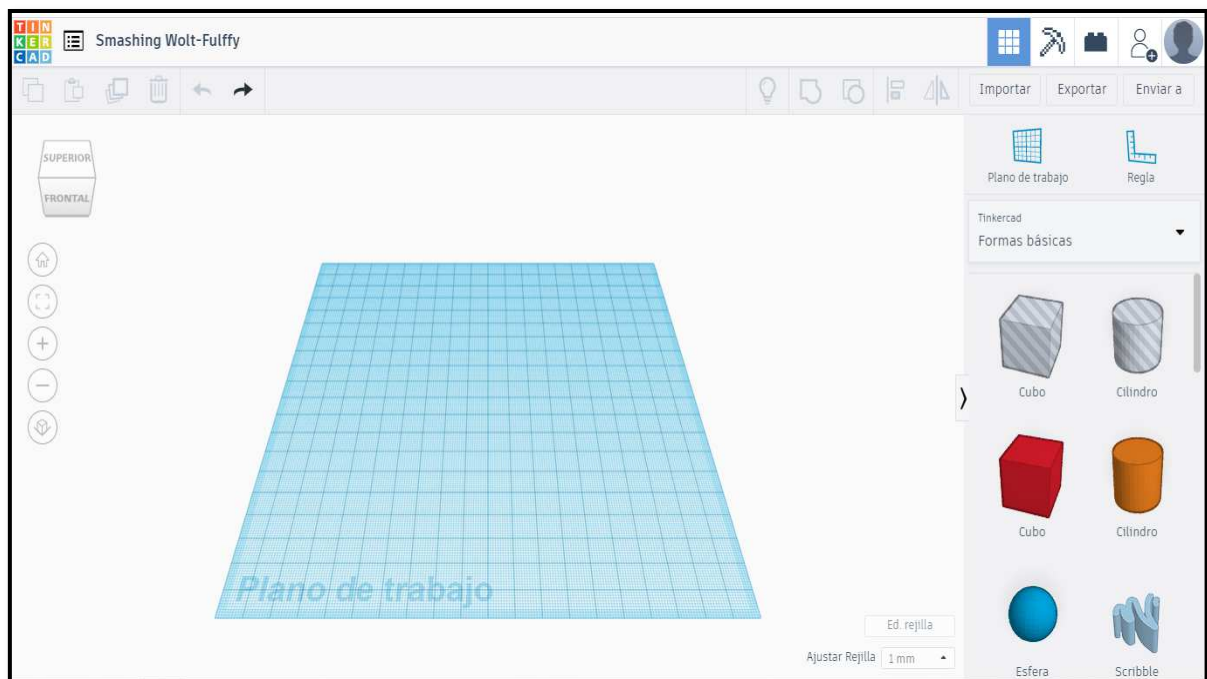 TIN
KER
CAD
Smashing Wolt-Fulffy
Importar Exportar Enviar a
SUPERIOR
FRONTAL
Plano de trabajo Regla
Tinkercad
Formas básicas
Cubo Cilindro
Cubo Cilindro
Esfera Scribble
Plano de trabajo
Ed. rejilla
Ajustar Rejilla 1 mm